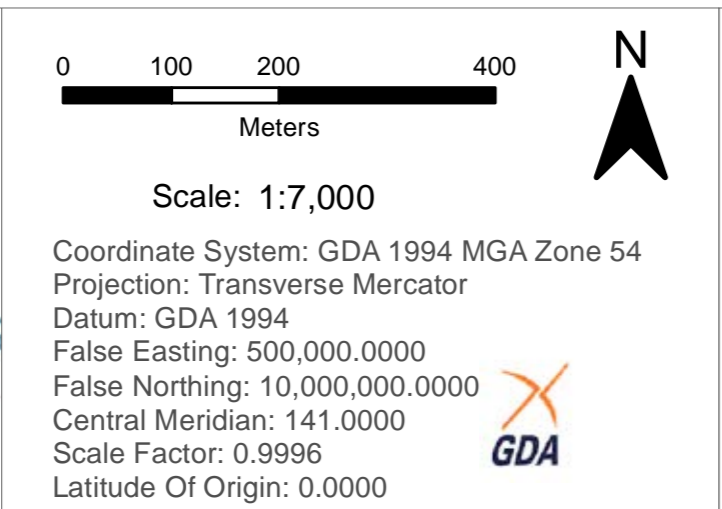 N
0 100 200 400
Meters
Scale: 1:7,000
Coordinate System: GDA 1994 MGA Zone 54
Projection: Transverse Mercator
Datum: GDA 1994
False Easting: 500,000.0000
False Northing: 10,000,000.0000
Central Meridian: 141.0000
Scale Factor: 0.9996
Latitude Of Origin: 0.0000
GDA